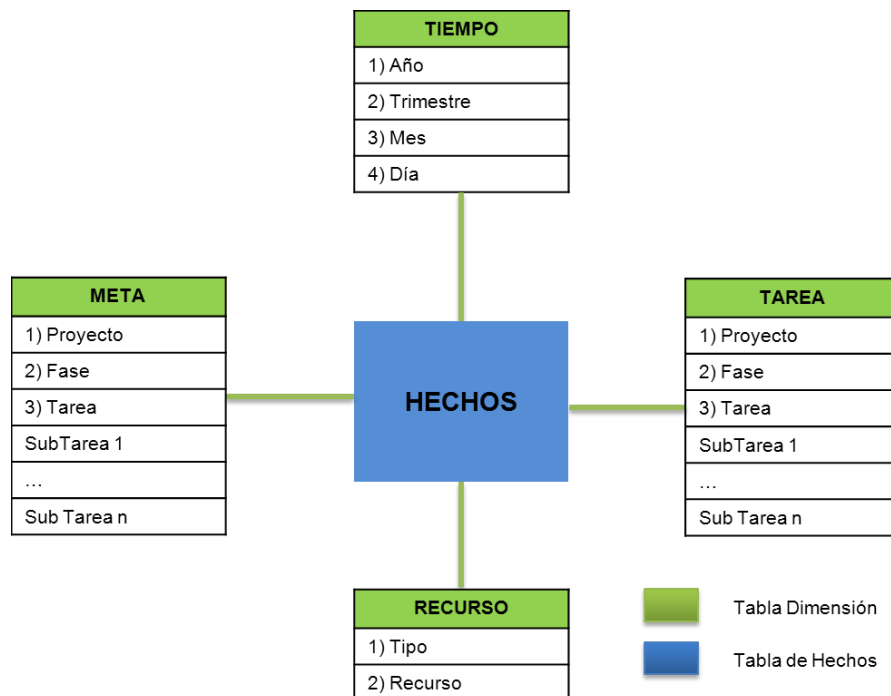 TIEMPO
1) Año
2) Trimestre
3) Mes
4) Día
META
1) Proyecto
2) Fase
3) Tarea
SubTarea 1
...
Sub Tarea n
HECHOS
TAREA
1) Proyecto
2) Fase
3) Tarea
SubTarea 1
...
Sub Tarea n
RECURSO
1) Tipo
2) Recurso
Tabla Dimensión
Tabla de Hechos